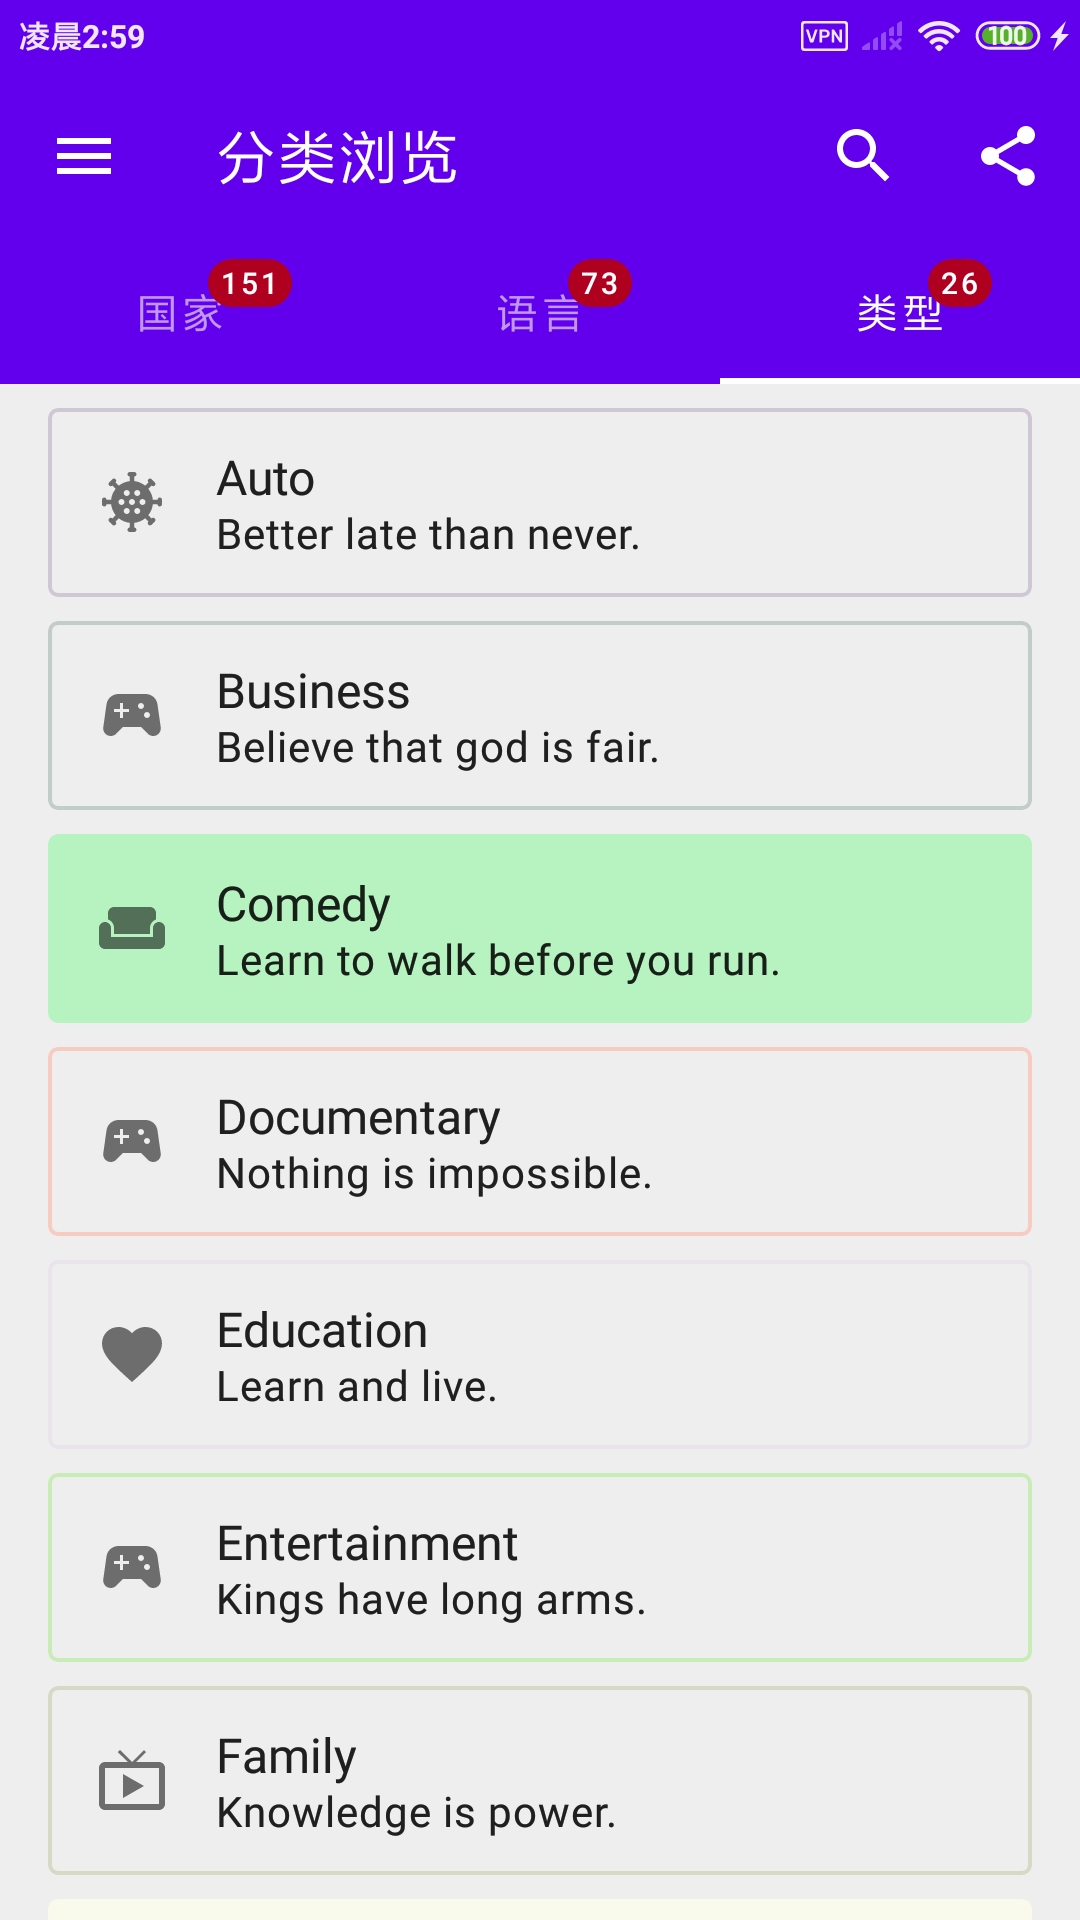 凌晨2:59
VPN
100
分类浏览
国家 151
语言 73
类型 26
Auto
Better late than never.
Business
Believe that god is fair.
Comedy
Learn to walk before you run.
Documentary
Nothing is impossible.
Education
Learn and live.
Entertainment
Kings have long arms.
Family
Knowledge is power.